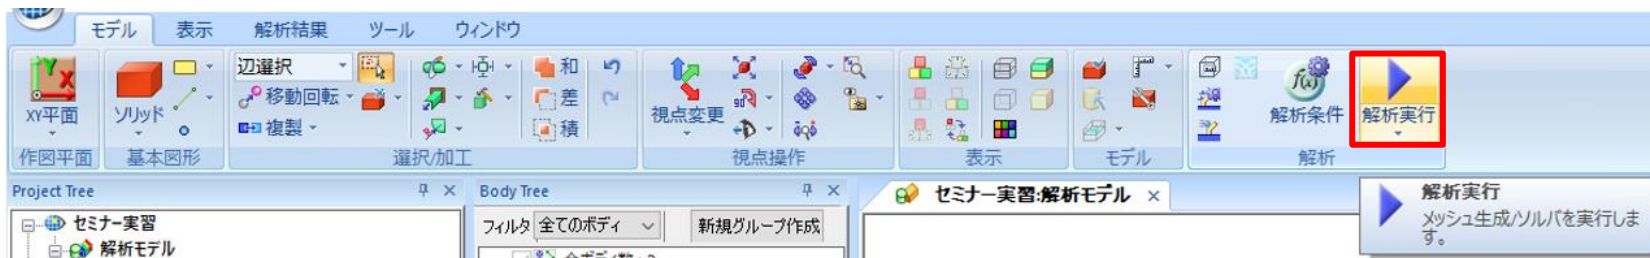 モデル 表示 解析結果 ツール ウィンドウ
XY平面
ソリッド
辺選択
移動回転
複製
和
差
積
視点変更
f(x)
解析条件
解析実行
作図平面 基本図形 選択/加工 視点操作 表示 モデル 解析
Project Tree
セミナー実習
解析モデル
Body Tree
フィルタ 全てのボディ 新規グループ作成
セミナー実習:解析モデル
解析実行
メッシュ生成/ソルバを実行しま
す。